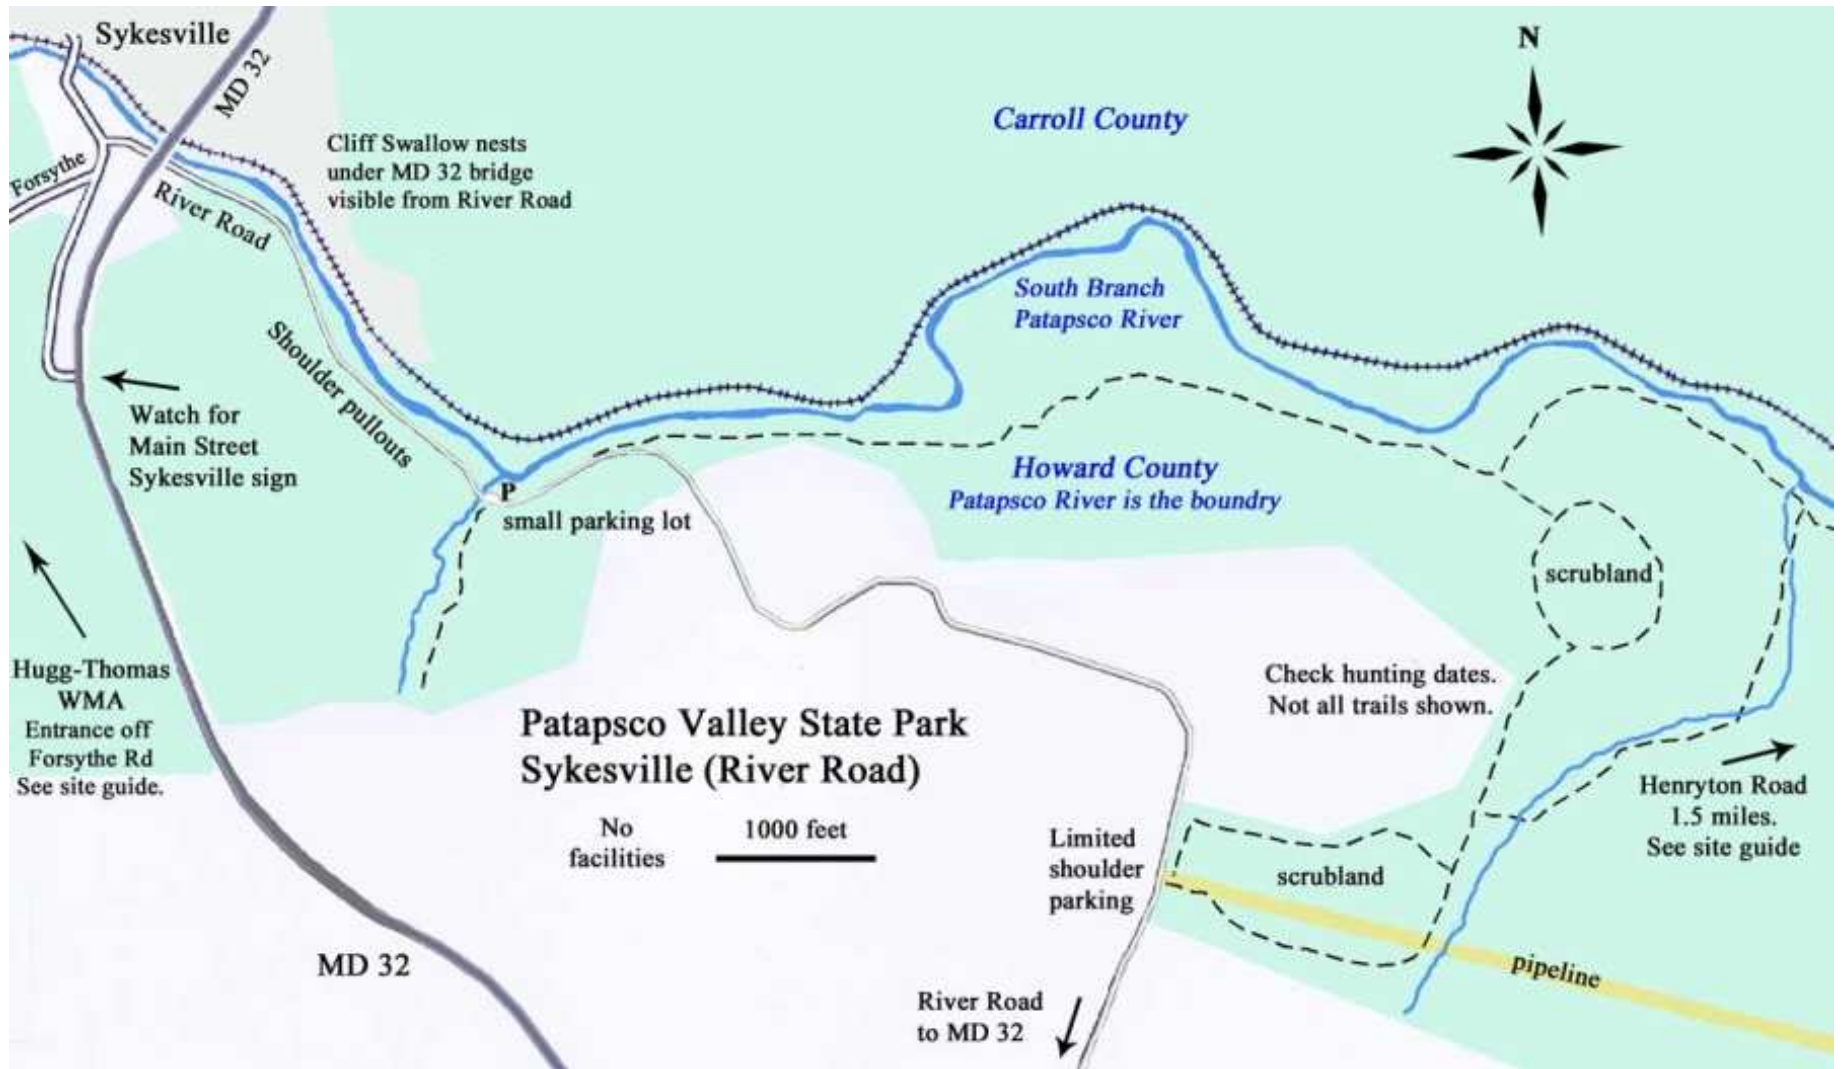 Sykesville
MD 32
N
Carroll County
Cliff Swallow nests
under MD 32 bridge
visible from River Road
Forsythe
River Road
South Branch
Patapsco River
Shoulder pullouts
Watch for
Main Street
Sykesville sign
Howard County
Patapsco River is the boundry
P
small parking lot
scrubland
Hugg-Thomas
WMA
Entrance off
Forsythe Rd
See site guide.
Check hunting dates.
Not all trails shown.
Patapsco Valley State Park
Sykesville (River Road)
No
facilities
1000 feet
Henryton Road
1.5 miles.
See site guide
Limited
shoulder
parking
scrubland
MD 32
pipeline
River Road
to MD 32